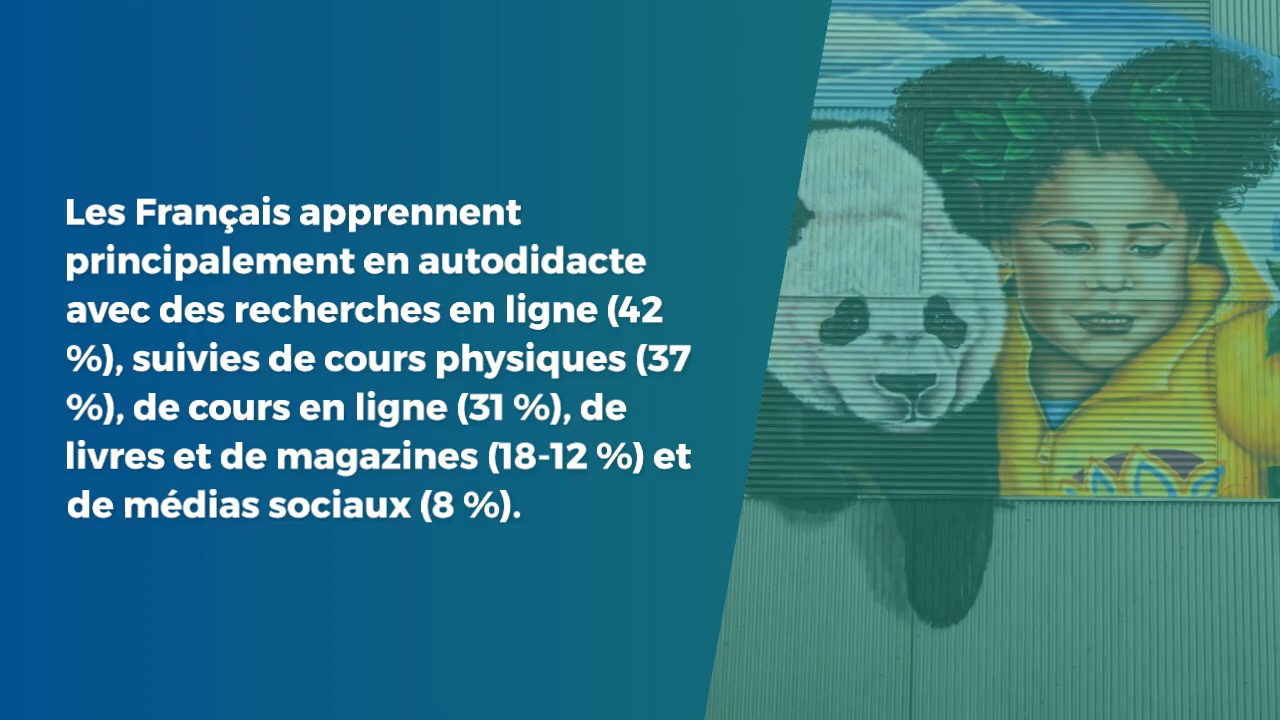 Les Français apprennent
principalement en autodidacte
avec des recherches en ligne (42
%), suivies de cours physiques (37
%), de cours en ligne (31 %), de
livres et de magazines (18-12 %) et
de médias sociaux (8 %).